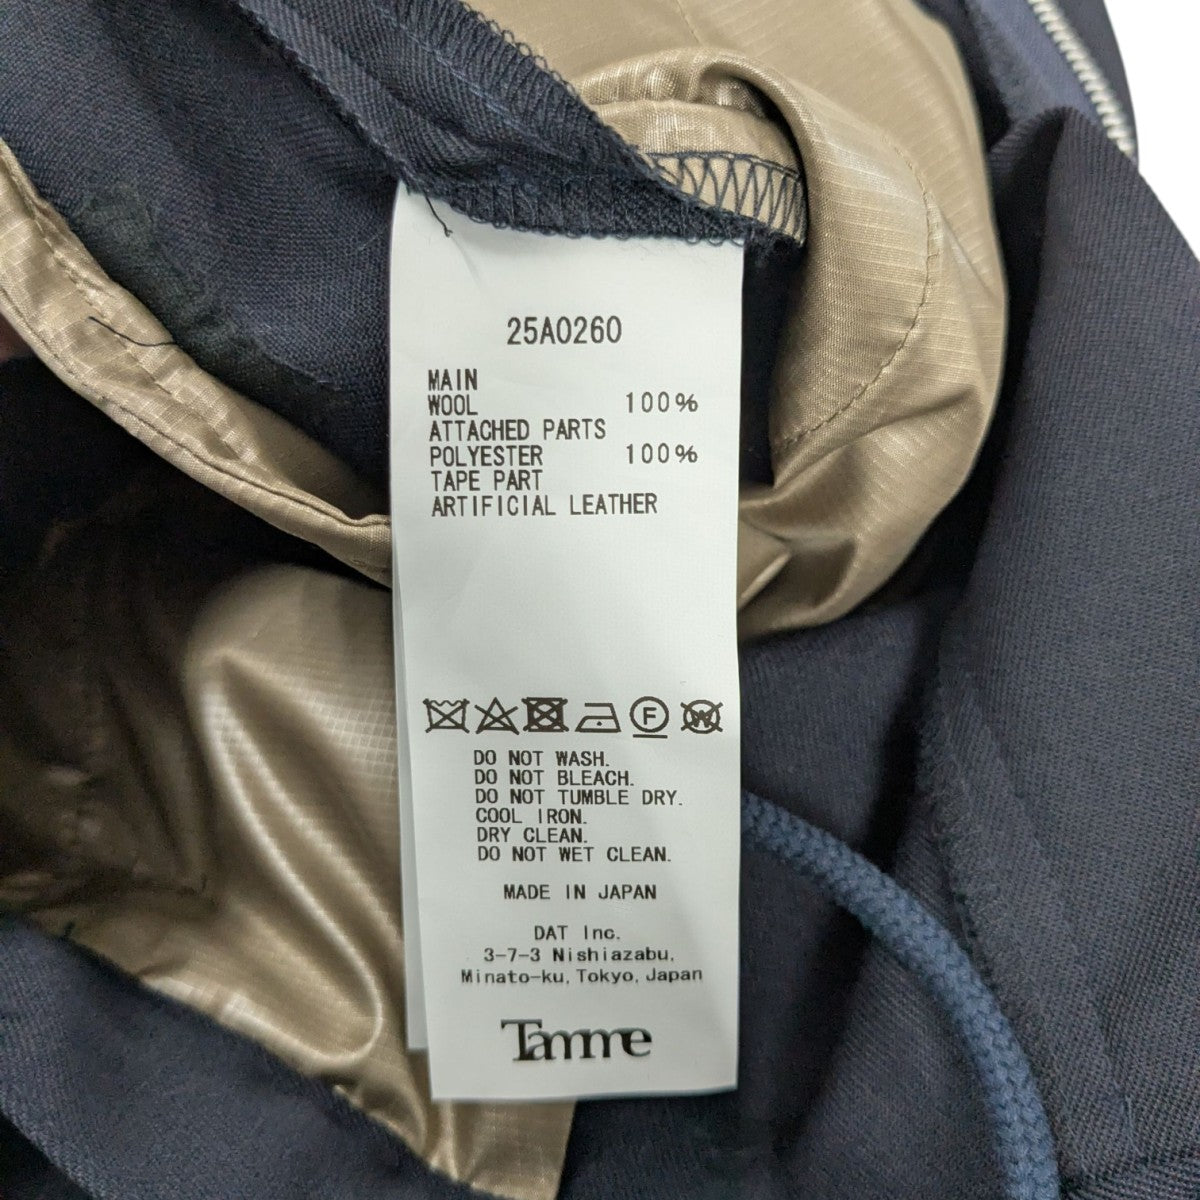 25A0260
MAIN
WOOL 100%
ATTACHED PARTS
POLYESTER 100%
TAPE PART
ARTIFICIAL LEATHER
F W
DO NOT WASH.
DO NOT BLEACH.
DO NOT TUMBLE DRY.
COOL IRON.
DRY CLEAN.
DO NOT WET CLEAN.
MADE IN JAPAN
DAT Inc.
3-7-3 Nishiazabu,
Minato-ku, Tokyo, Japan
Tamme